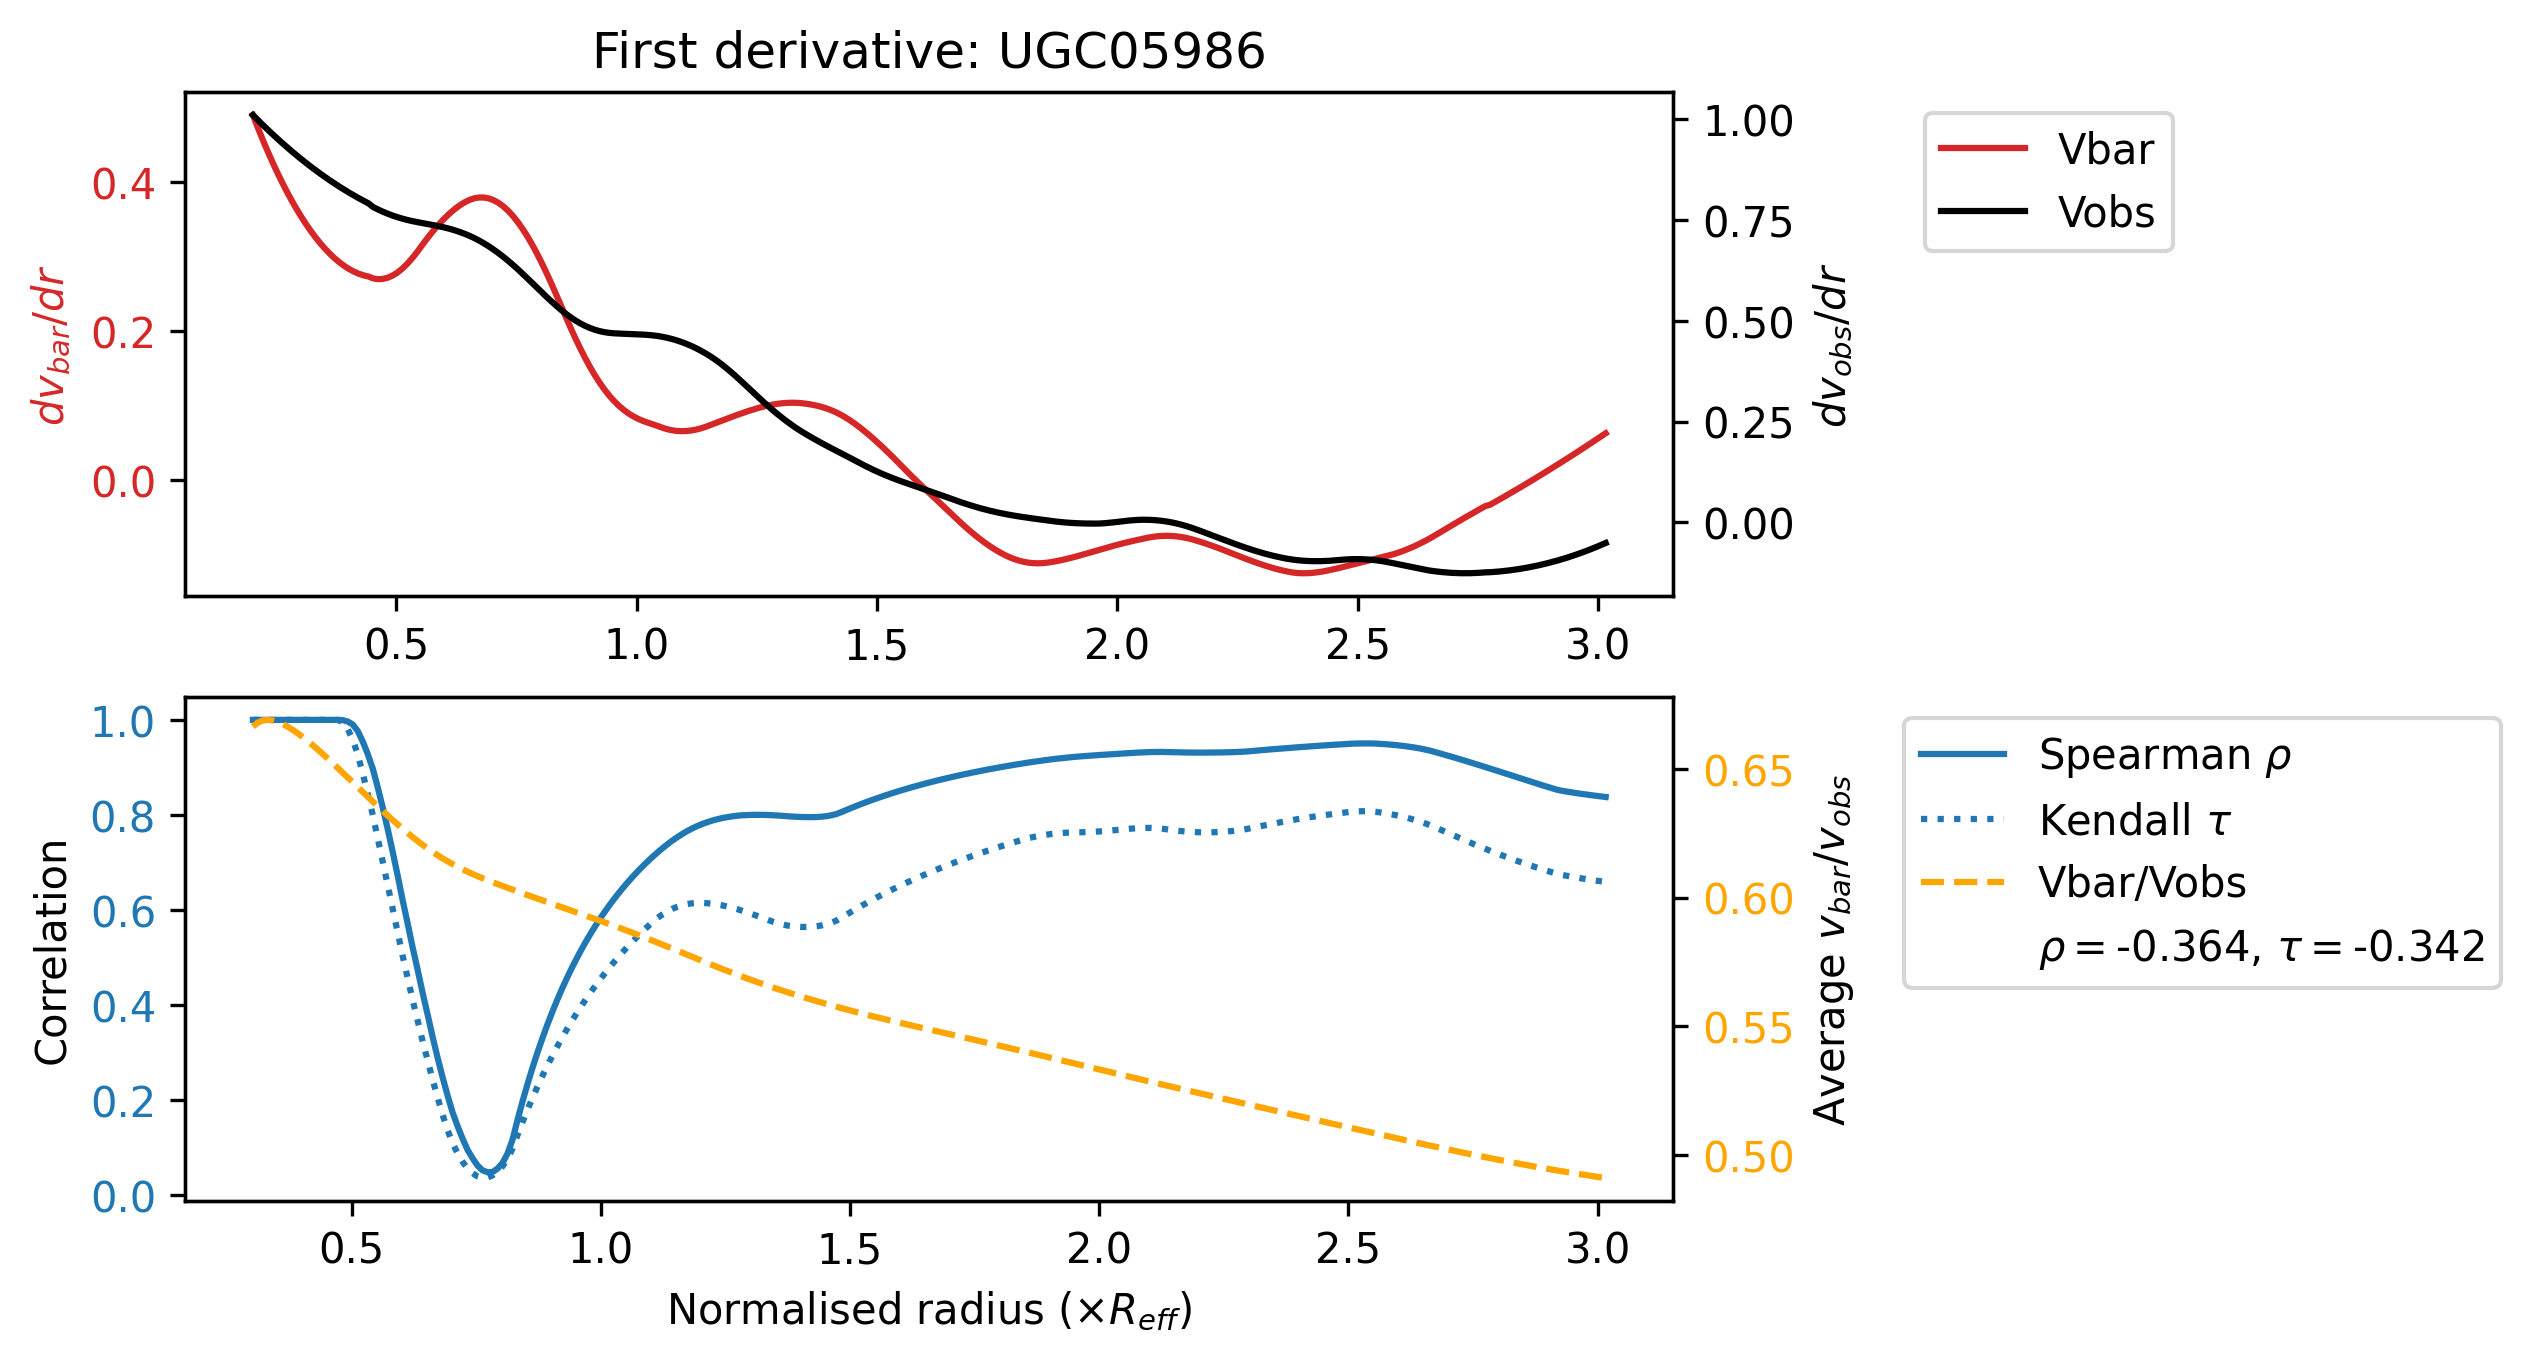 First derivative: UGC05986
dv_bar/dr
0.4
0.2
0.0
1.00
0.75
0.50
0.25
0.00
dv_obs/dr
0.5 1.0 1.5 2.0 2.5 3.0
Vbar
Vobs
Correlation
1.0
0.8
0.6
0.4
0.2
0.0
0.65
0.60
0.55
0.50
Average v_bar/v_obs
0.5 1.0 1.5 2.0 2.5 3.0
Normalised radius (×R_eff)
Spearman ρ
Kendall τ
Vbar/Vobs
ρ = -0.364, τ = -0.342